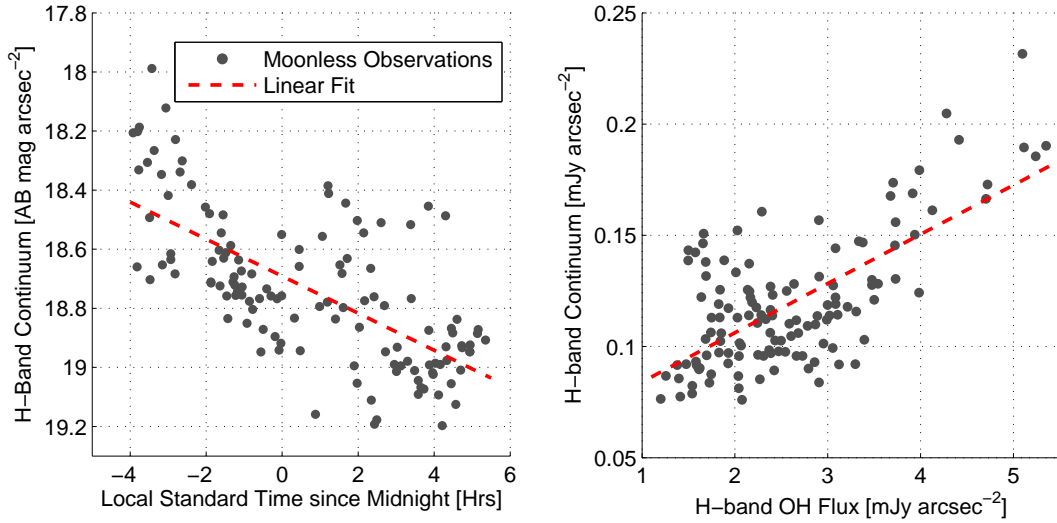 17.8
18
18.2
18.4
18.6
18.8
19
19.2
H−Band Continuum [AB mag arcsec−2]
Moonless Observations
Linear Fit
−4 −2 0 2 4 6
Local Standard Time since Midnight [Hrs]
0.25
0.2
0.15
0.1
0.05
H−band Continuum [mJy arcsec−2]
1 2 3 4 5
H−band OH Flux [mJy arcsec−2]